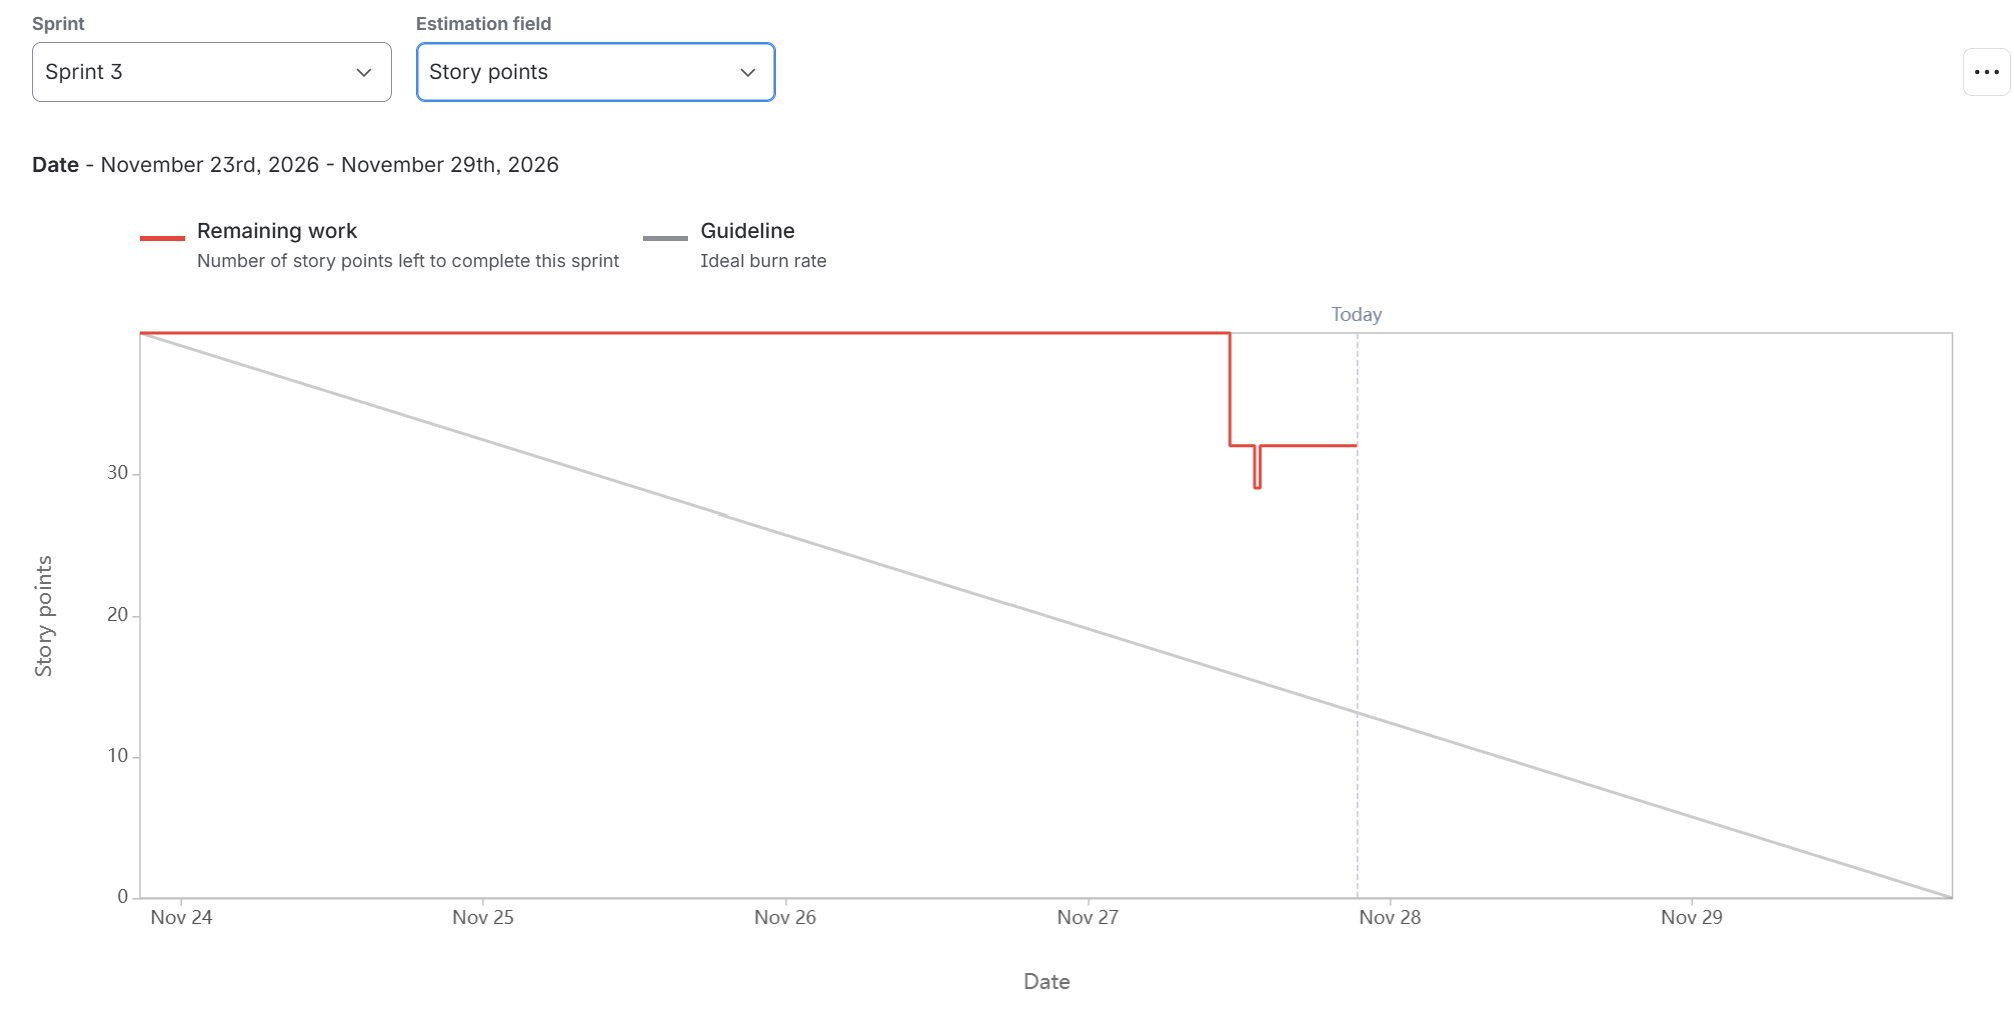 Sprint
Estimation field
Sprint 3
Story points
Date - November 23rd, 2026 - November 29th, 2026
Remaining work
Number of story points left to complete this sprint
Guideline
Ideal burn rate
Today
30
20
10
0
Story points
Nov 24
Nov 25
Nov 26
Nov 27
Nov 28
Nov 29
Date